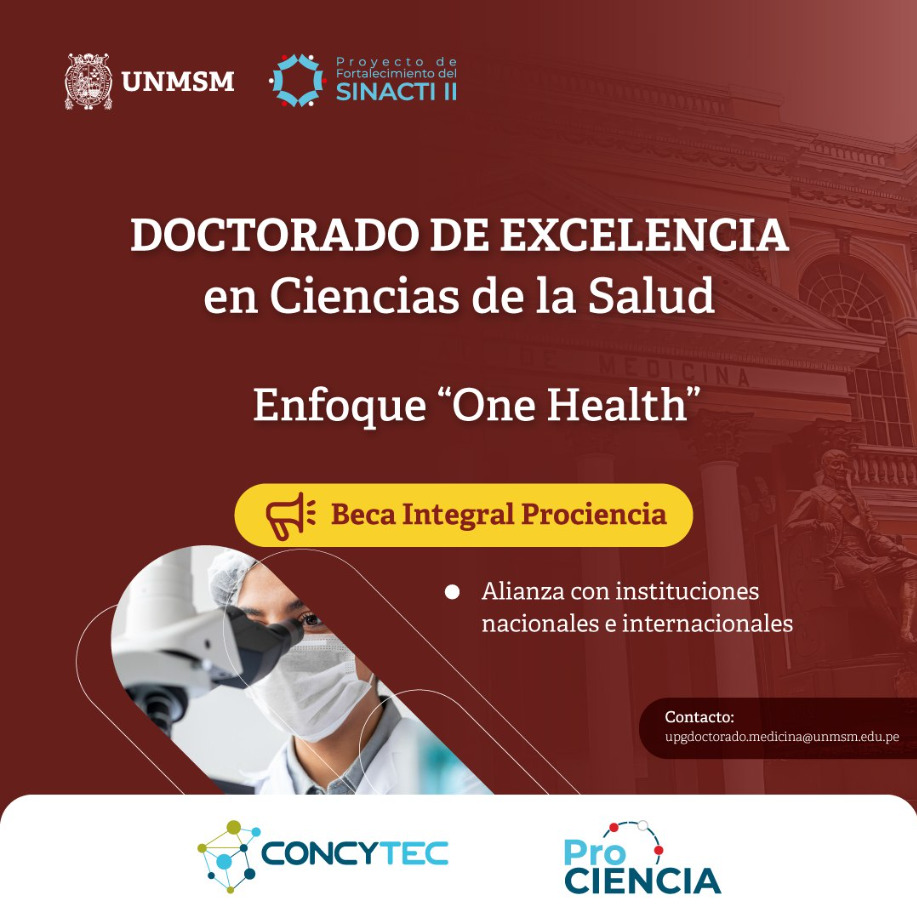 UNMSM
Proyecto de
Fortalecimiento del
SINACTI II
DOCTORADO DE EXCELENCIA
en Ciencias de la Salud
DE MEDICINA
Enfoque “One Health”
Beca Integral Prociencia
Alianza con instituciones
nacionales e internacionales
Contacto:
upgdoctorado.medicina@unmsm.edu.pe
CONCYTEC
Pro
CIENCIA